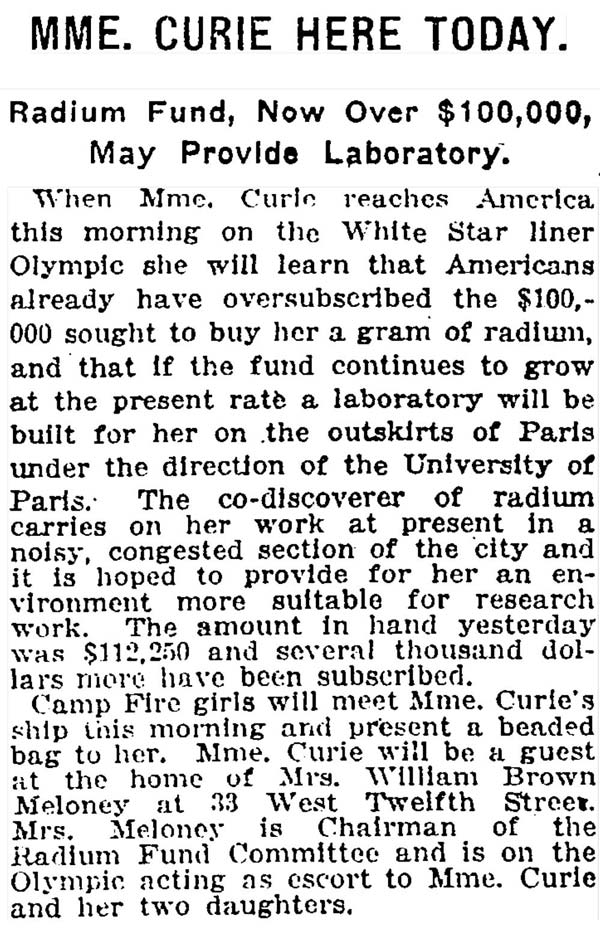 MME. CURIE HERE TODAY.
Radium Fund, Now Over $100,000,
May Provide Laboratory.
When Mme. Curie reaches America
this morning on the White Star liner
Olympic she will learn that Americans
already have oversubscribed the $100,-
000 sought to buy her a gram of radium,
and that if the fund continues to grow
at the present rate a laboratory will be
built for her on the outskirts of Paris
under the direction of the University of
Paris. The co-discoverer of radium
carries on her work at present in a
noisy, congested section of the city and
it is hoped to provide for her an en-
vironment more suitable for research
work. The amount in hand yesterday
was $112,250 and several thousand dol-
lars more have been subscribed.
Camp Fire girls will meet Mme. Curie's
ship this morning and present a beaded
bag to her. Mme. Curie will be a guest
at the home of Mrs. William Brown
Meloney at 33 West Twelfth Street.
Mrs. Meloney is Chairman of the
Radium Fund Committee and is on the
Olympic acting as escort to Mme. Curie
and her two daughters.